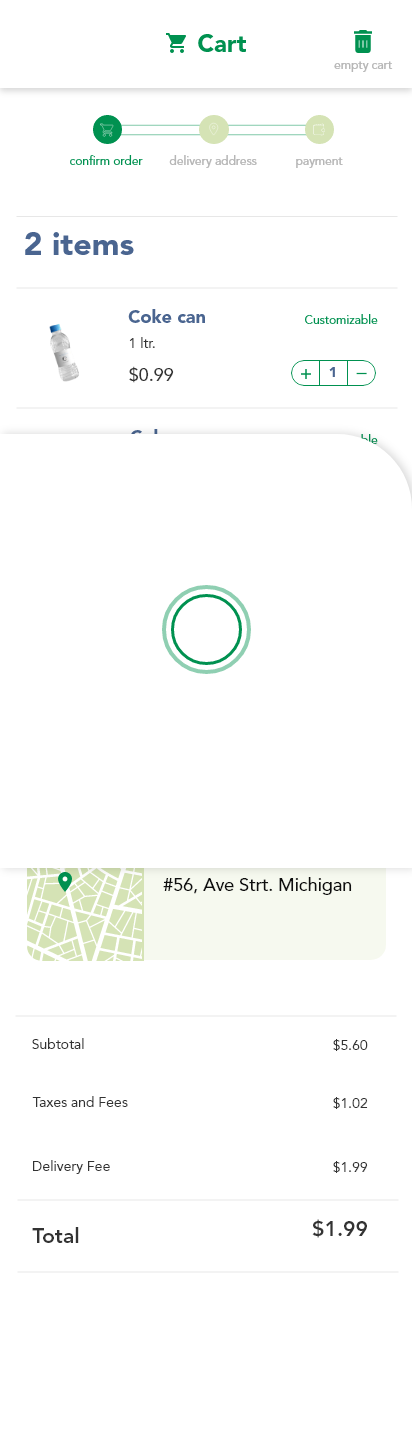 Cart
empty cart
confirm order
delivery address
payment
2 items
Coke can
Customizable
1 ltr.
$0.99
+ 1 −
#56, Ave Strt. Michigan
Subtotal
$5.60
Taxes and Fees
$1.02
Delivery Fee
$1.99
Total
$1.99